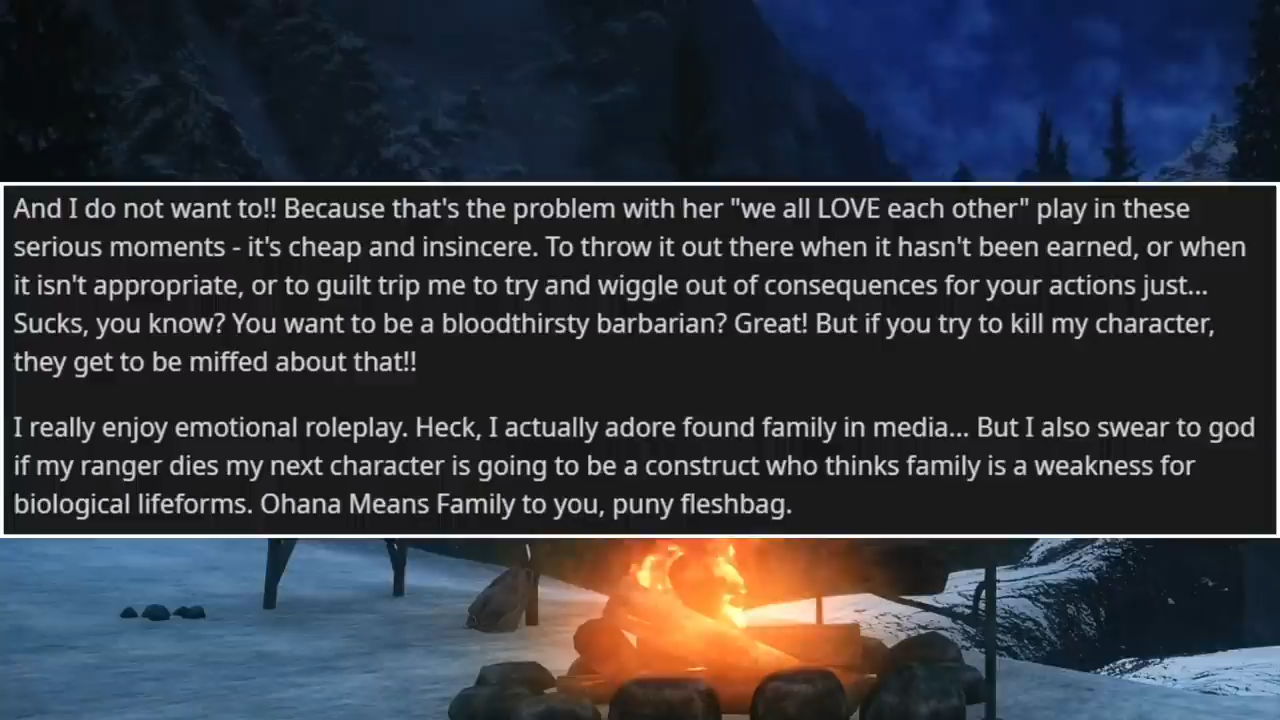 And I do not want to!! Because that's the problem with her "we all LOVE each other" play in these
serious moments - it's cheap and insincere. To throw it out there when it hasn't been earned, or when
it isn't appropriate, or to guilt trip me to try and wiggle out of consequences for your actions just...
Sucks, you know? You want to be a bloodthirsty barbarian? Great! But if you try to kill my character,
they get to be miffed about that!!
I really enjoy emotional roleplay. Heck, I actually adore found family in media... But I also swear to god
if my ranger dies my next character is going to be a construct who thinks family is a weakness for
biological lifeforms. Ohana Means Family to you, puny fleshbag.